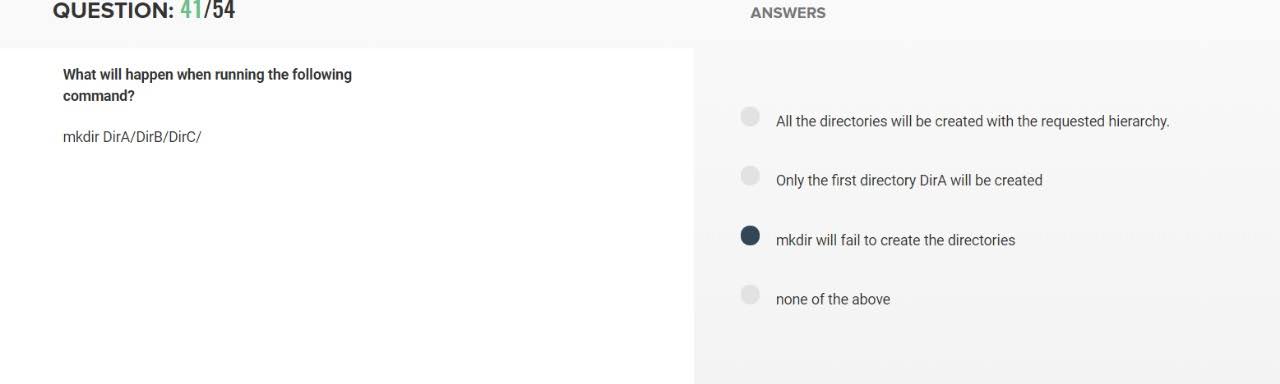 QUESTION: 41/54
ANSWERS
What will happen when running the following
command?
mkdir DirA/DirB/DirC/
All the directories will be created with the requested hierarchy.
Only the first directory DirA will be created
mkdir will fail to create the directories
none of the above